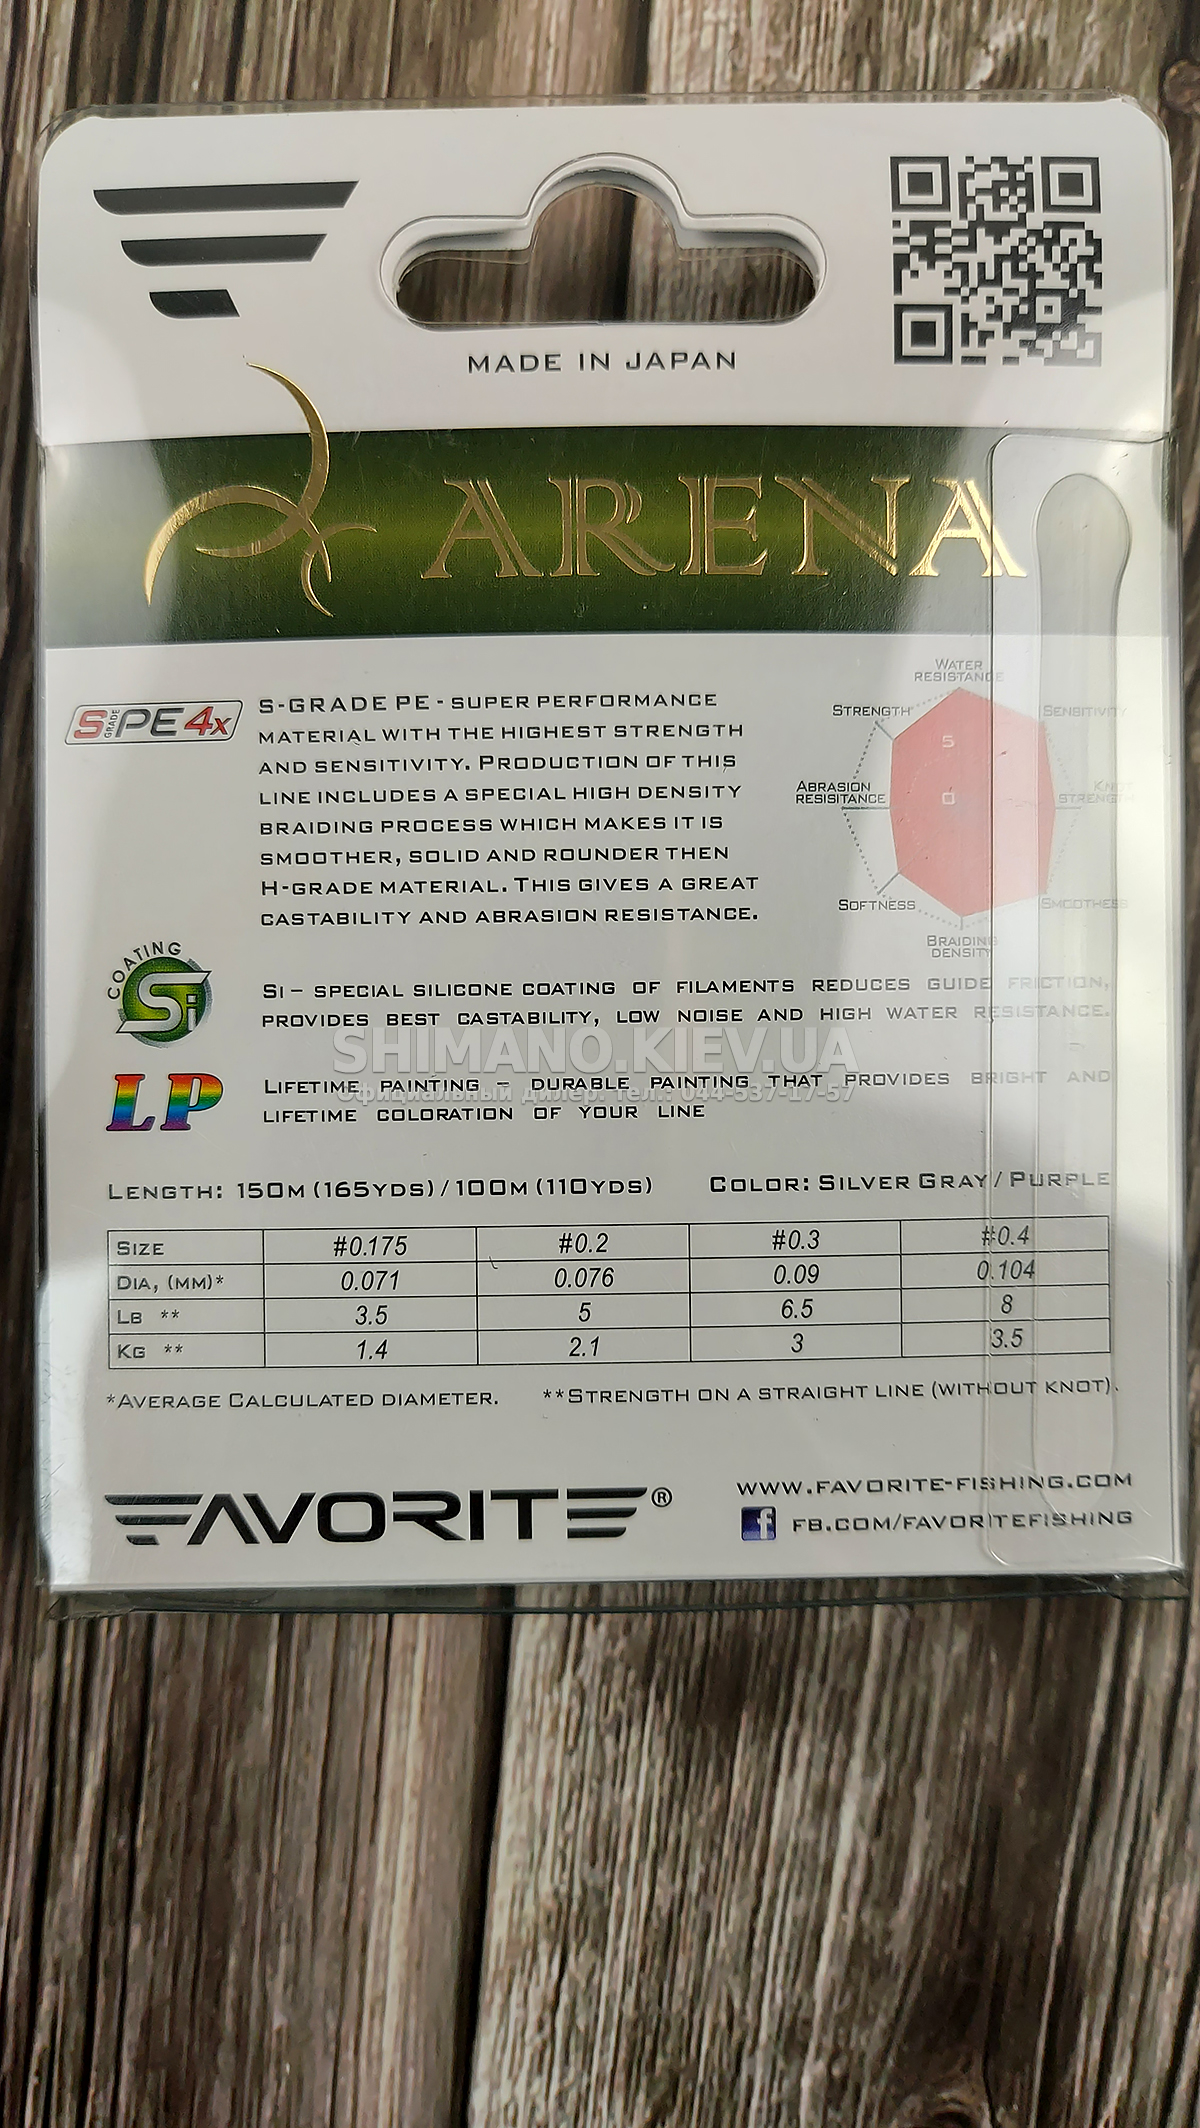 MADE IN JAPAN
ARENA
S GRADE PE 4x
S-GRADE PE - SUPER PERFORMANCE
MATERIAL WITH THE HIGHEST STRENGTH
AND SENSITIVITY. PRODUCTION OF THIS
LINE INCLUDES A SPECIAL HIGH DENSITY
BRAIDING PROCESS WHICH MAKES IT IS
SMOOTHER, SOLID AND ROUNDER THEN
H-GRADE MATERIAL. THIS GIVES A GREAT
CASTABILITY AND ABRASION RESISTANCE.
WATER
RESISTANCE
STRENGTH
SENSITIVITY
5
ABRASION
RESISITANCE
0
KNOT
STRENGTH
SOFTNESS
SMOOTHESS
BRAIDING
DENSITY
COATING
Si
SI – SPECIAL SILICONE COATING OF FILAMENTS REDUCES GUIDE FRICTION,
PROVIDES BEST CASTABILITY, LOW NOISE AND HIGH WATER RESISTANCE.
SHIMANO.KIEV.UA
Официальный дилер. тел.: 044-537-17-57
LP
LIFETIME PAINTING – DURABLE PAINTING THAT PROVIDES BRIGHT AND
LIFETIME COLORATION OF YOUR LINE
LENGTH: 150M (165YDS) / 100M (110YDS) COLOR: SILVER GRAY / PURPLE
SIZE #0.175 #0.2 #0.3 #0.4
DIA, (MM)* 0.071 0.076 0.09 0.104
LB ** 3.5 5 6.5 8
KG ** 1.4 2.1 3 3.5
*AVERAGE CALCULATED DIAMETER. **STRENGTH ON A STRAIGHT LINE (WITHOUT KNOT).
FAVORITE®
WWW.FAVORITE-FISHING.COM
f FB.COM/FAVORITEFISHING